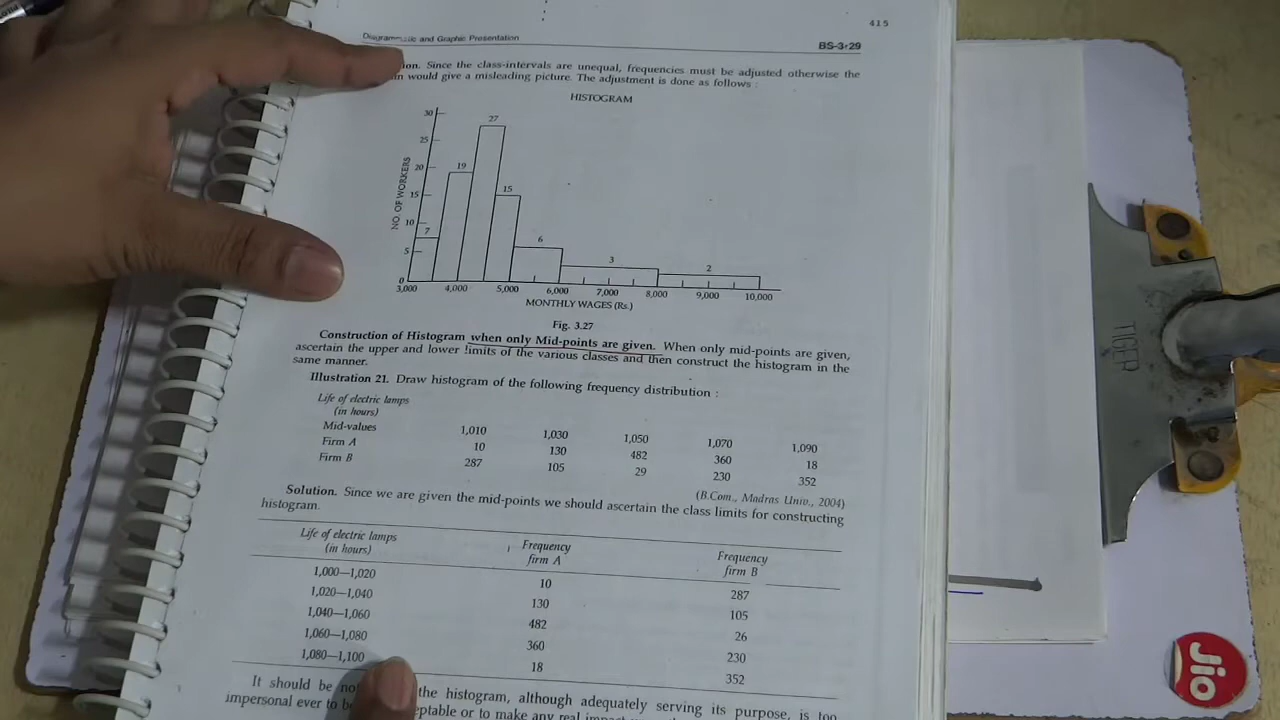 415
Diagrammatic and Graphic Presentation
BS-3·29
Since the class-intervals are unequal, frequencies must be adjusted otherwise the
would give a misleading picture. The adjustment is done as follows :
HISTOGRAM
NO. OF WORKERS
30
25
20
15
10
5
0
7
19
27
15
6
3
2
3,000 4,000 5,000 6,000 7,000 8,000 9,000 10,000
MONTHLY WAGES (Rs.)
Fig. 3.27
Construction of Histogram when only Mid-points are given. When only mid-points are given,
ascertain the upper and lower limits of the various classes and then construct the histogram in the
same manner.
Illustration 21. Draw histogram of the following frequency distribution :
Life of electric lamps
(in hours)
Mid-values 1,010 1,030 1,050 1,070 1,090
Firm A 10 130 482 360 18
Firm B 287 105 29 230 352
(B.Com., Madras Univ., 2004)
Solution. Since we are given the mid-points we should ascertain the class limits for constructing
histogram.
Life of electric lamps Frequency Frequency
(in hours) firm A firm B
1,000—1,020 10 287
1,020—1,040 130 105
1,040—1,060 482 26
1,060—1,080 360 230
1,080—1,100 18 352
It should be the histogram, although adequately serving its purpose, is too
impersonal ever to or to make any real
TIGER
Jio